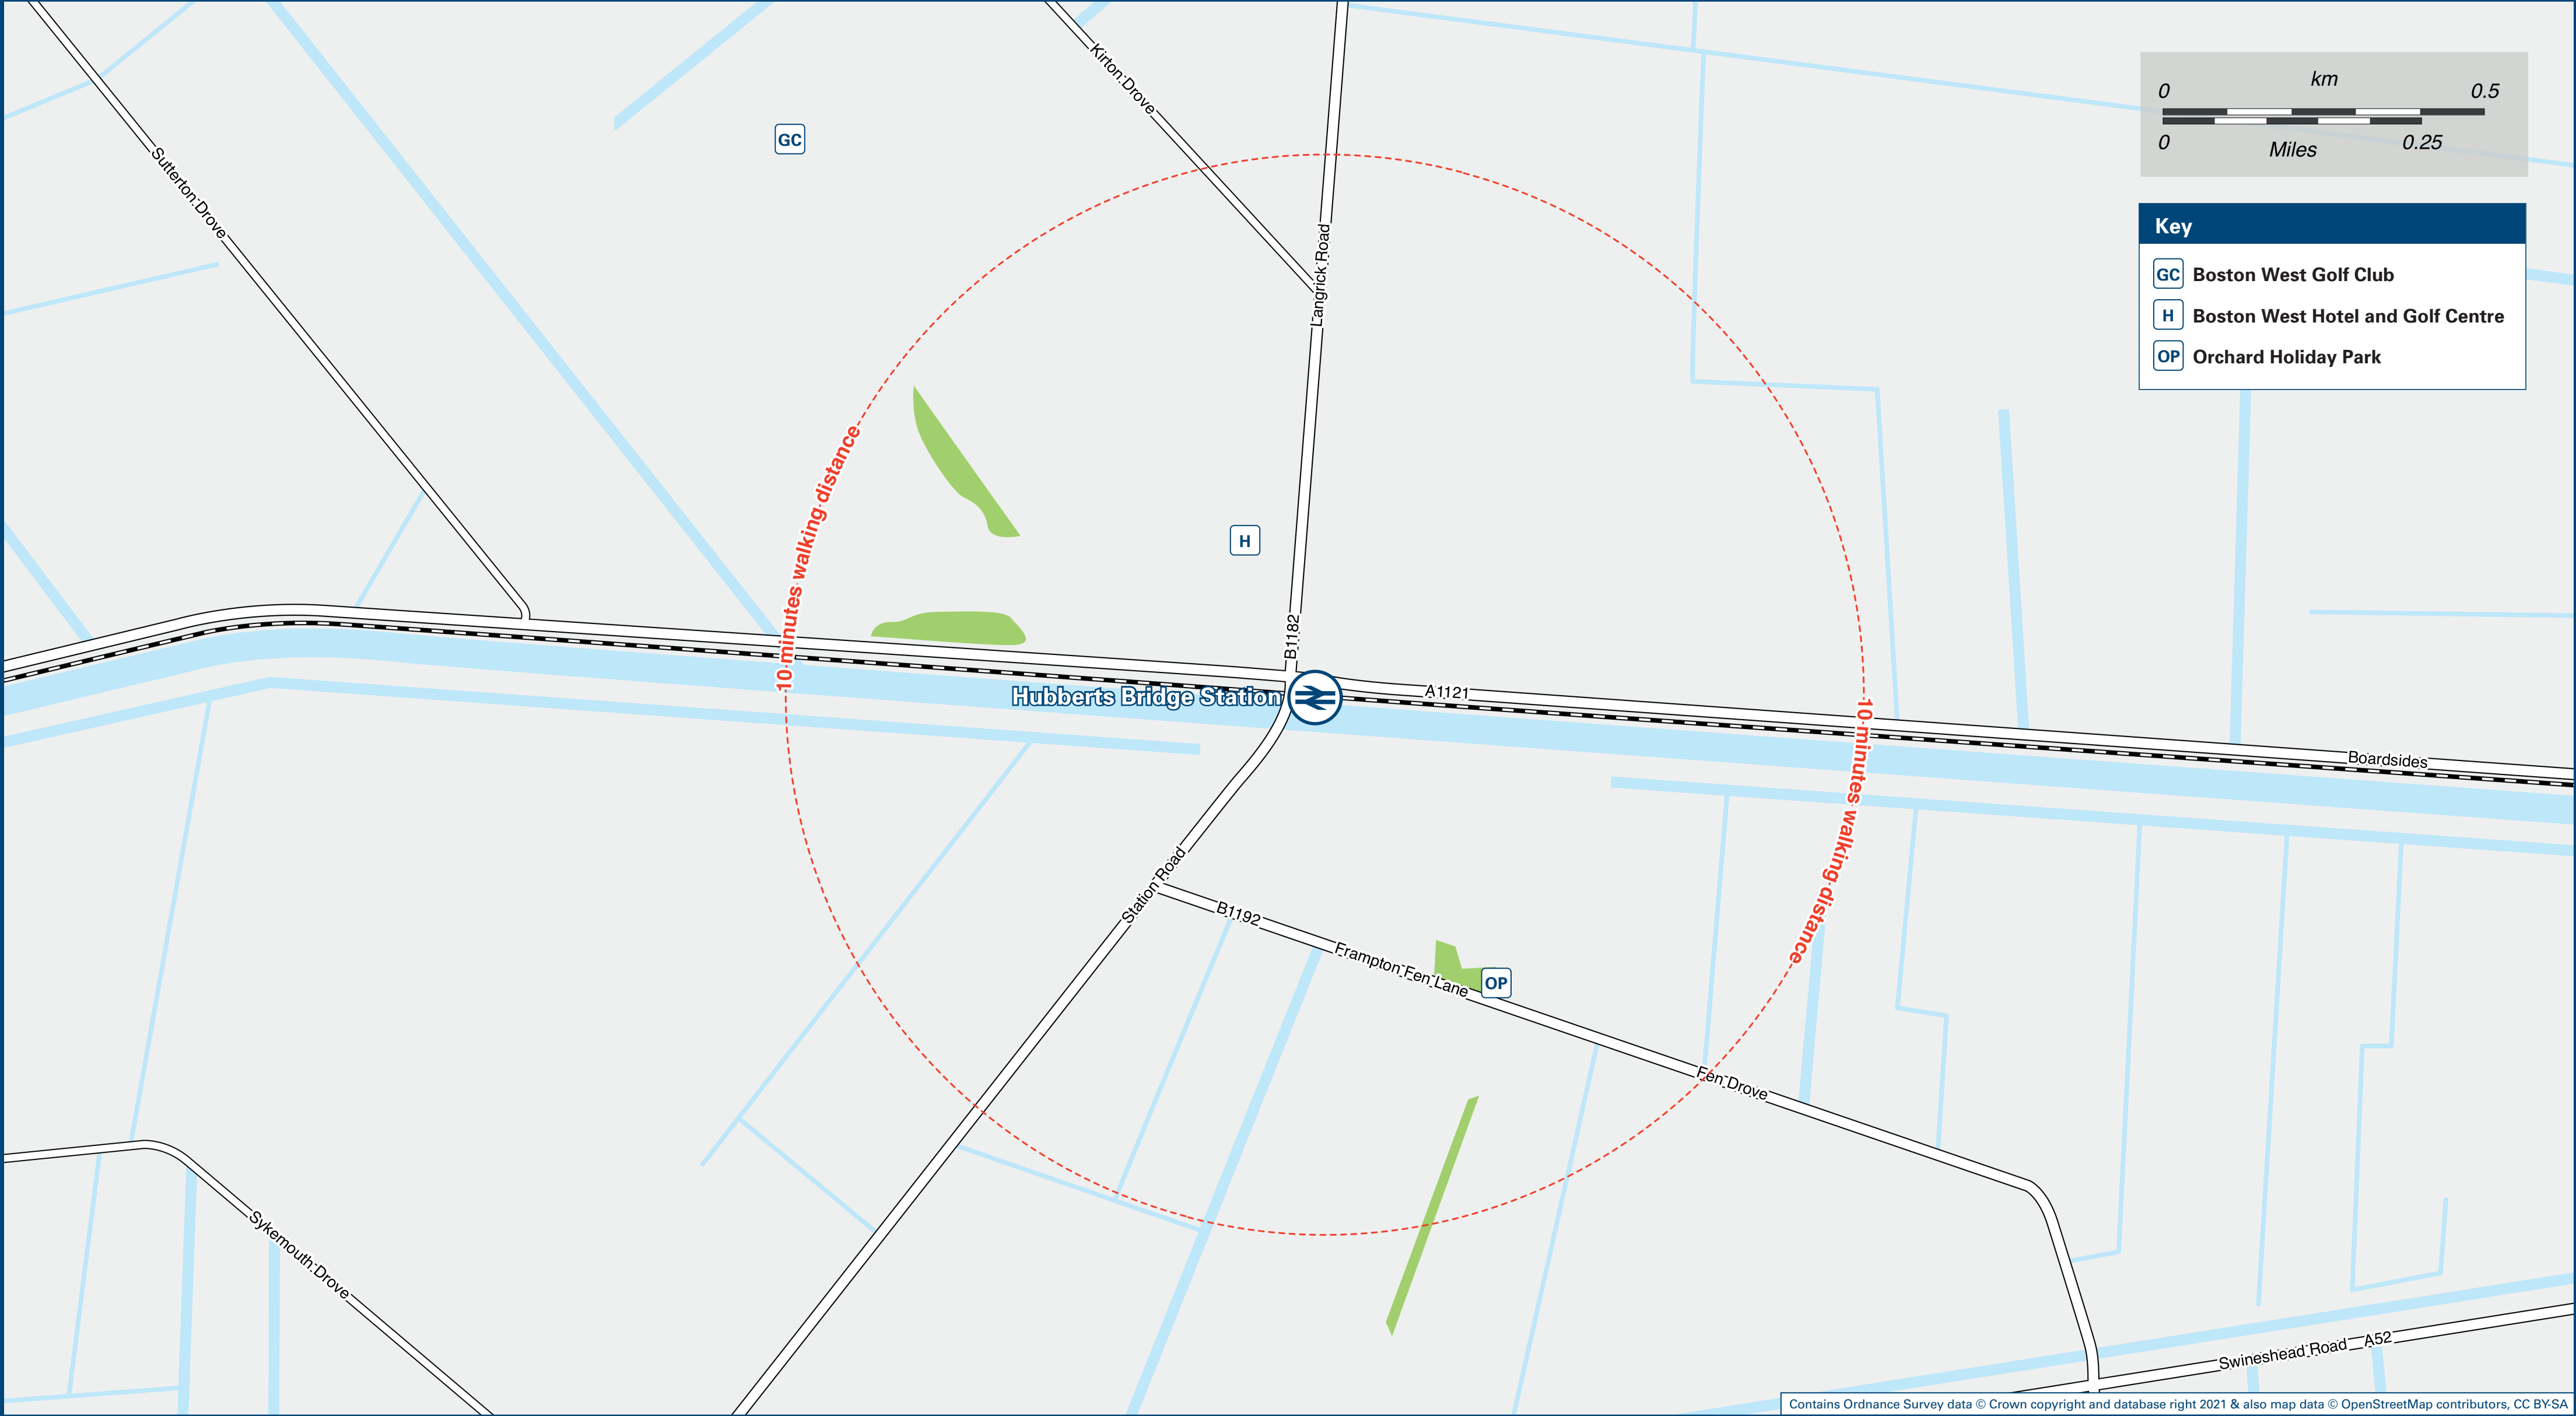 Kirton Drove
km
0 0.5
0 0.25
Miles
GC
Sutterton Drove
Key
GC Boston West Golf Club
H Boston West Hotel and Golf Centre
OP Orchard Holiday Park
Langrick Road
10 minutes walking distance
H
B1182
Hubberts Bridge Station
A1121
10 minutes walking distance
Boardsides
Station Road
B1192
Frampton Fen Lane
OP
Fen Drove
Sykemouth Drove
Swineshead Road A52
Contains Ordnance Survey data © Crown copyright and database right 2021 & also map data © OpenStreetMap contributors, CC BY-SA